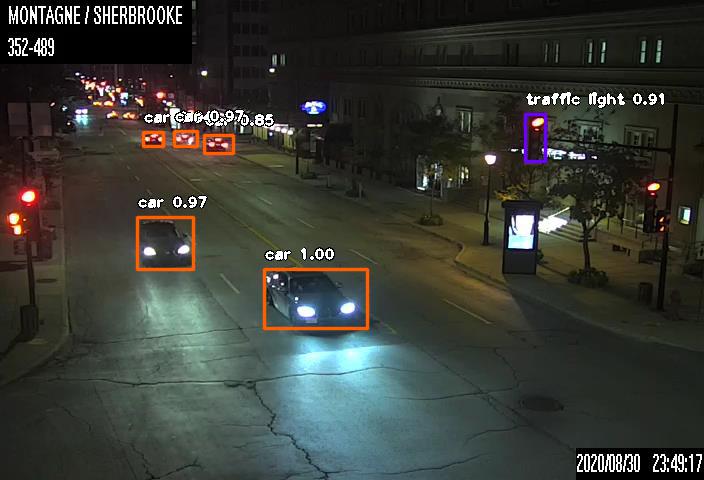 MONTAGNE / SHERBROOKE
352-489
traffic light 0.91
car 0.97
0.85
car 0.97
car 1.00
2020/08/30 23:49:17